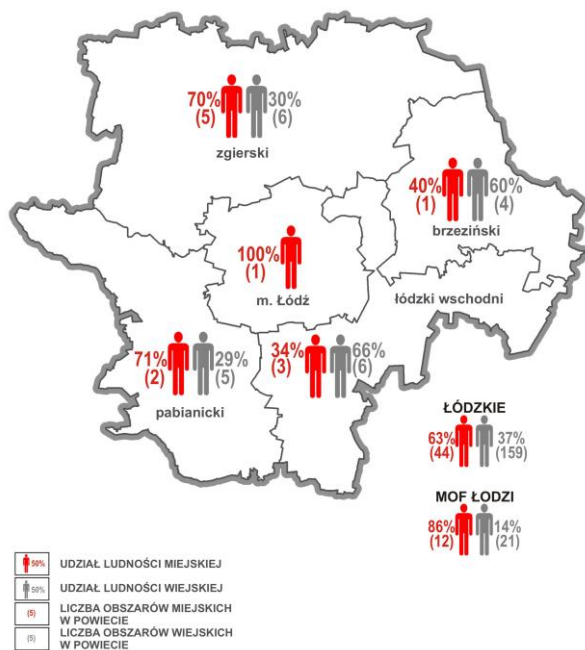 70% 30%
(5) (6)
zgierski
40% 60%
(1) (4)
brzeziński
100%
(1)
m. Łódź
łódzki wschodni
71% 29%
(2) (5)
pabianicki
34% 66%
(3) (6)
ŁÓDZKIE
63% 37%
(44) (159)
MOF ŁODZI
86% 14%
(12) (21)
50% UDZIAŁ LUDNOŚCI MIEJSKIEJ
50% UDZIAŁ LUDNOŚCI WIEJSKIEJ
(5) LICZBA OBSZARÓW MIEJSKICH
W POWIECIE
(5) LICZBA OBSZARÓW WIEJSKICH
W POWIECIE